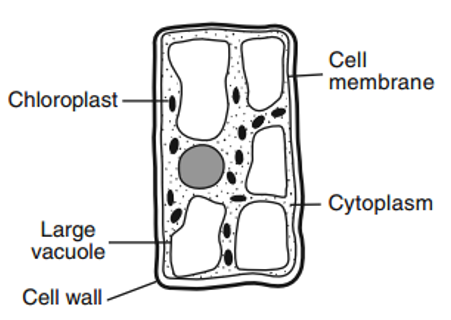 Cell
membrane
Chloroplast
Cytoplasm
Large
vacuole
Cell wall